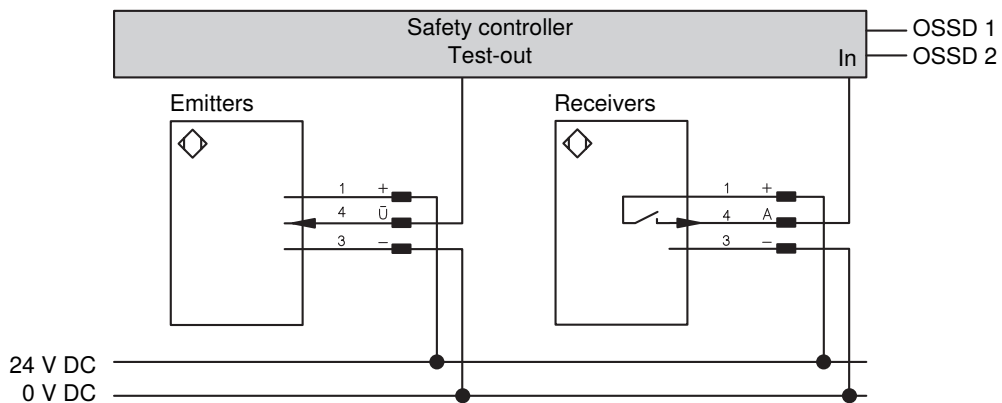 Safety controller
Test-out
In
OSSD 1
OSSD 2
Emitters
Receivers
1 +
4 Ū
3 –
1 +
4 A
3 –
24 V DC
0 V DC